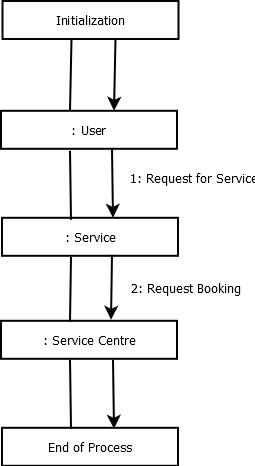 Initialization
: User
1: Request for Service
: Service
2: Request Booking
: Service Centre
End of Process